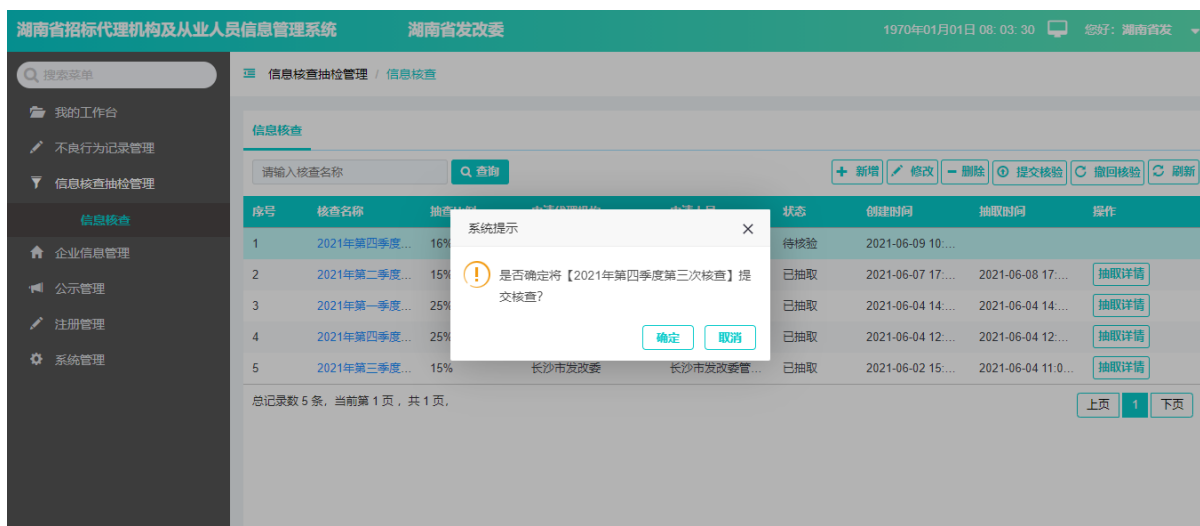 湖南省招标代理机构及从业人员信息管理系统 湖南省发改委 1970年01月01日 08: 03: 30 您好: 湖南省发
搜索菜单
信息核查抽检管理 / 信息核查
我的工作台
不良行为记录管理
信息核查抽检管理
信息核查
企业信息管理
公示管理
注册管理
系统管理
信息核查
请输入核查名称 查询 新增 修改 删除 提交核验 撤回核验 刷新
序号 核查名称 状态 创建时间 抽取时间 操作
1 2021年第四季度... 16% 待核验 2021-06-09 10:...
2 2021年第二季度... 15% 已抽取 2021-06-07 17:... 2021-06-08 17:... 抽取详情
3 2021年第一季度... 25% 已抽取 2021-06-04 14:... 2021-06-04 14:... 抽取详情
4 2021年第四季度... 25% 已抽取 2021-06-04 12:... 2021-06-04 12:... 抽取详情
5 2021年第三季度... 15% 长沙市发改委 长沙市发改委管... 已抽取 2021-06-02 15:... 2021-06-04 11:0... 抽取详情
总记录数 5 条, 当前第 1 页 , 共 1 页,
上页 1 下页
系统提示
是否确定将【2021年第四季度第三次核查】提
交核查?
确定 取消